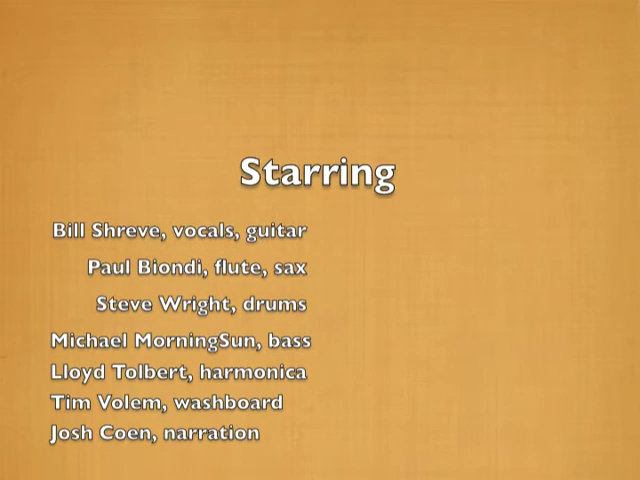 Starring
Bill Shreve, vocals, guitar
Paul Biondi, flute, sax
Steve Wright, drums
Michael MorningSun, bass
Lloyd Tolbert, harmonica
Tim Volem, washboard
Josh Coen, narration